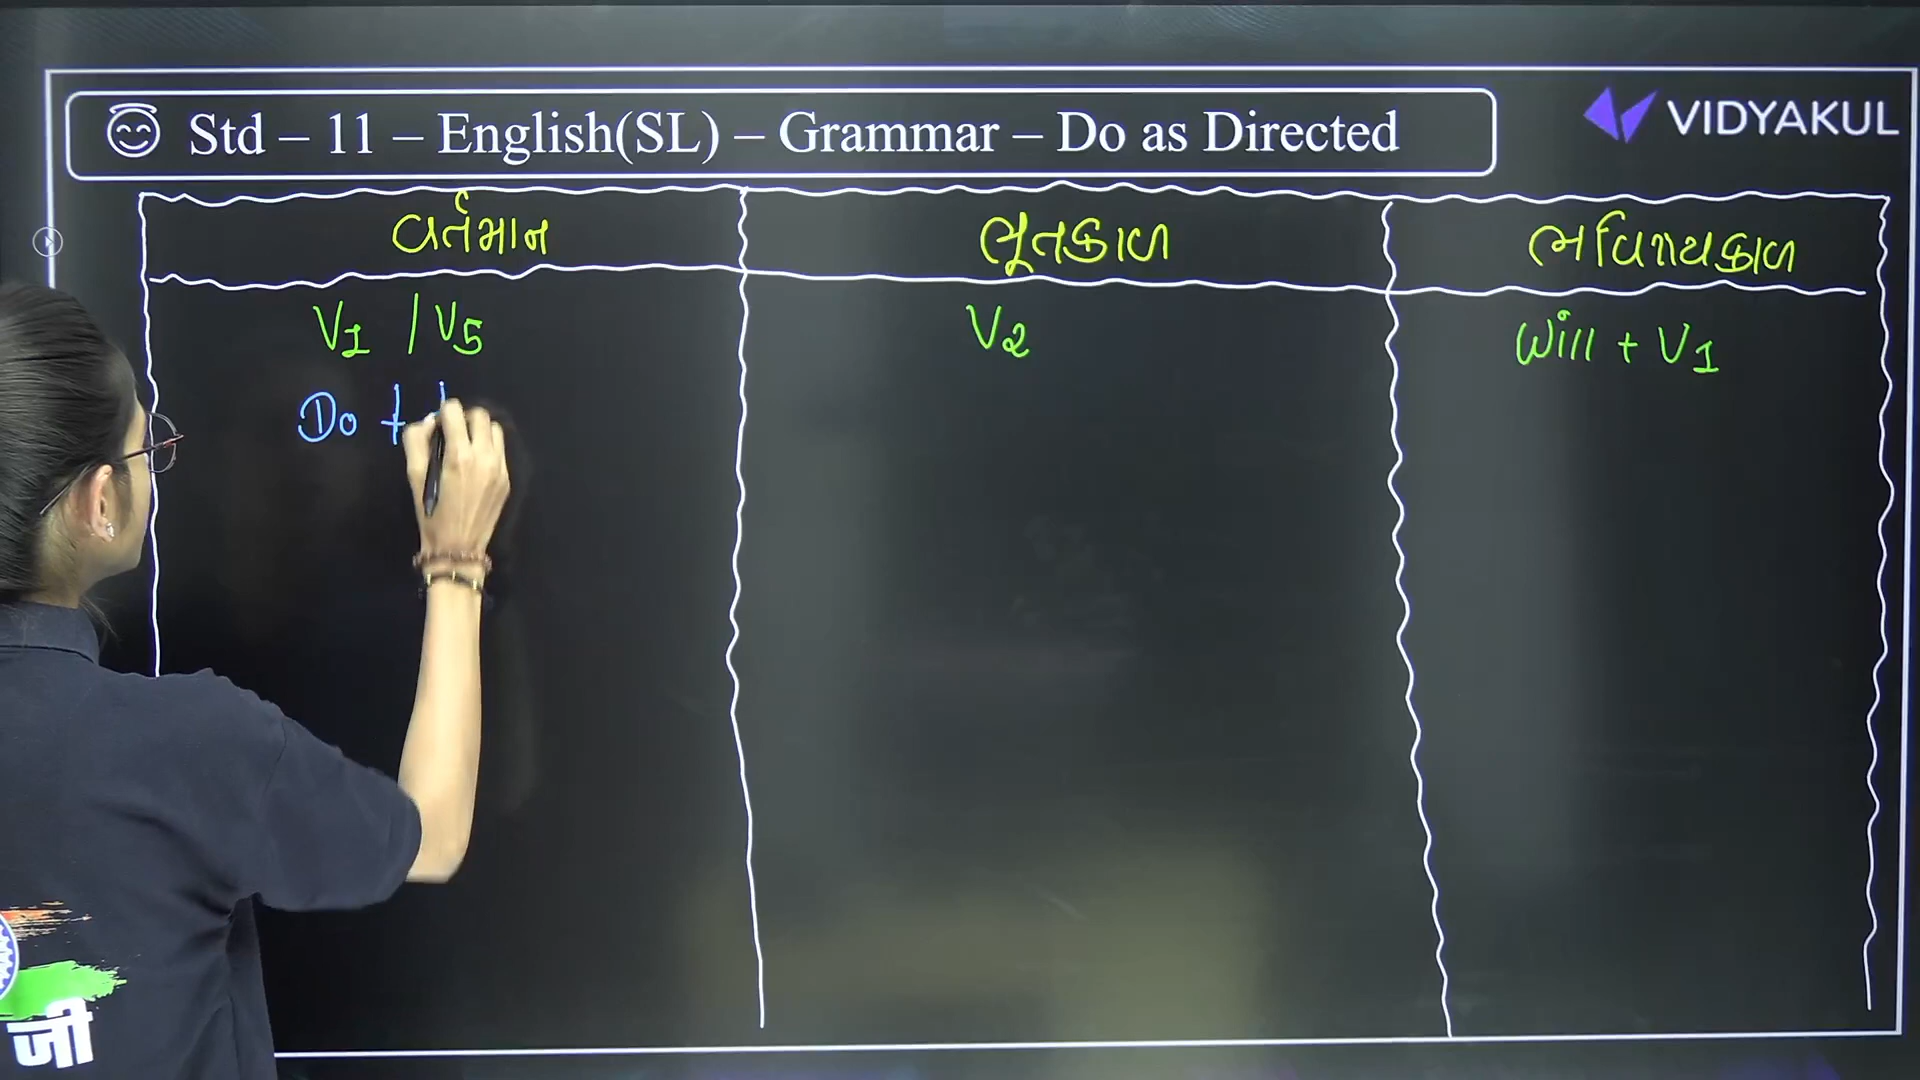 Std – 11 – English(SL) – Grammar – Do as Directed
VIDYAKUL
વર્તમાન
ભૂતકાળ
ભવિષ્યકાળ
V1 / V5
V2
Will + V1
Do +
जी